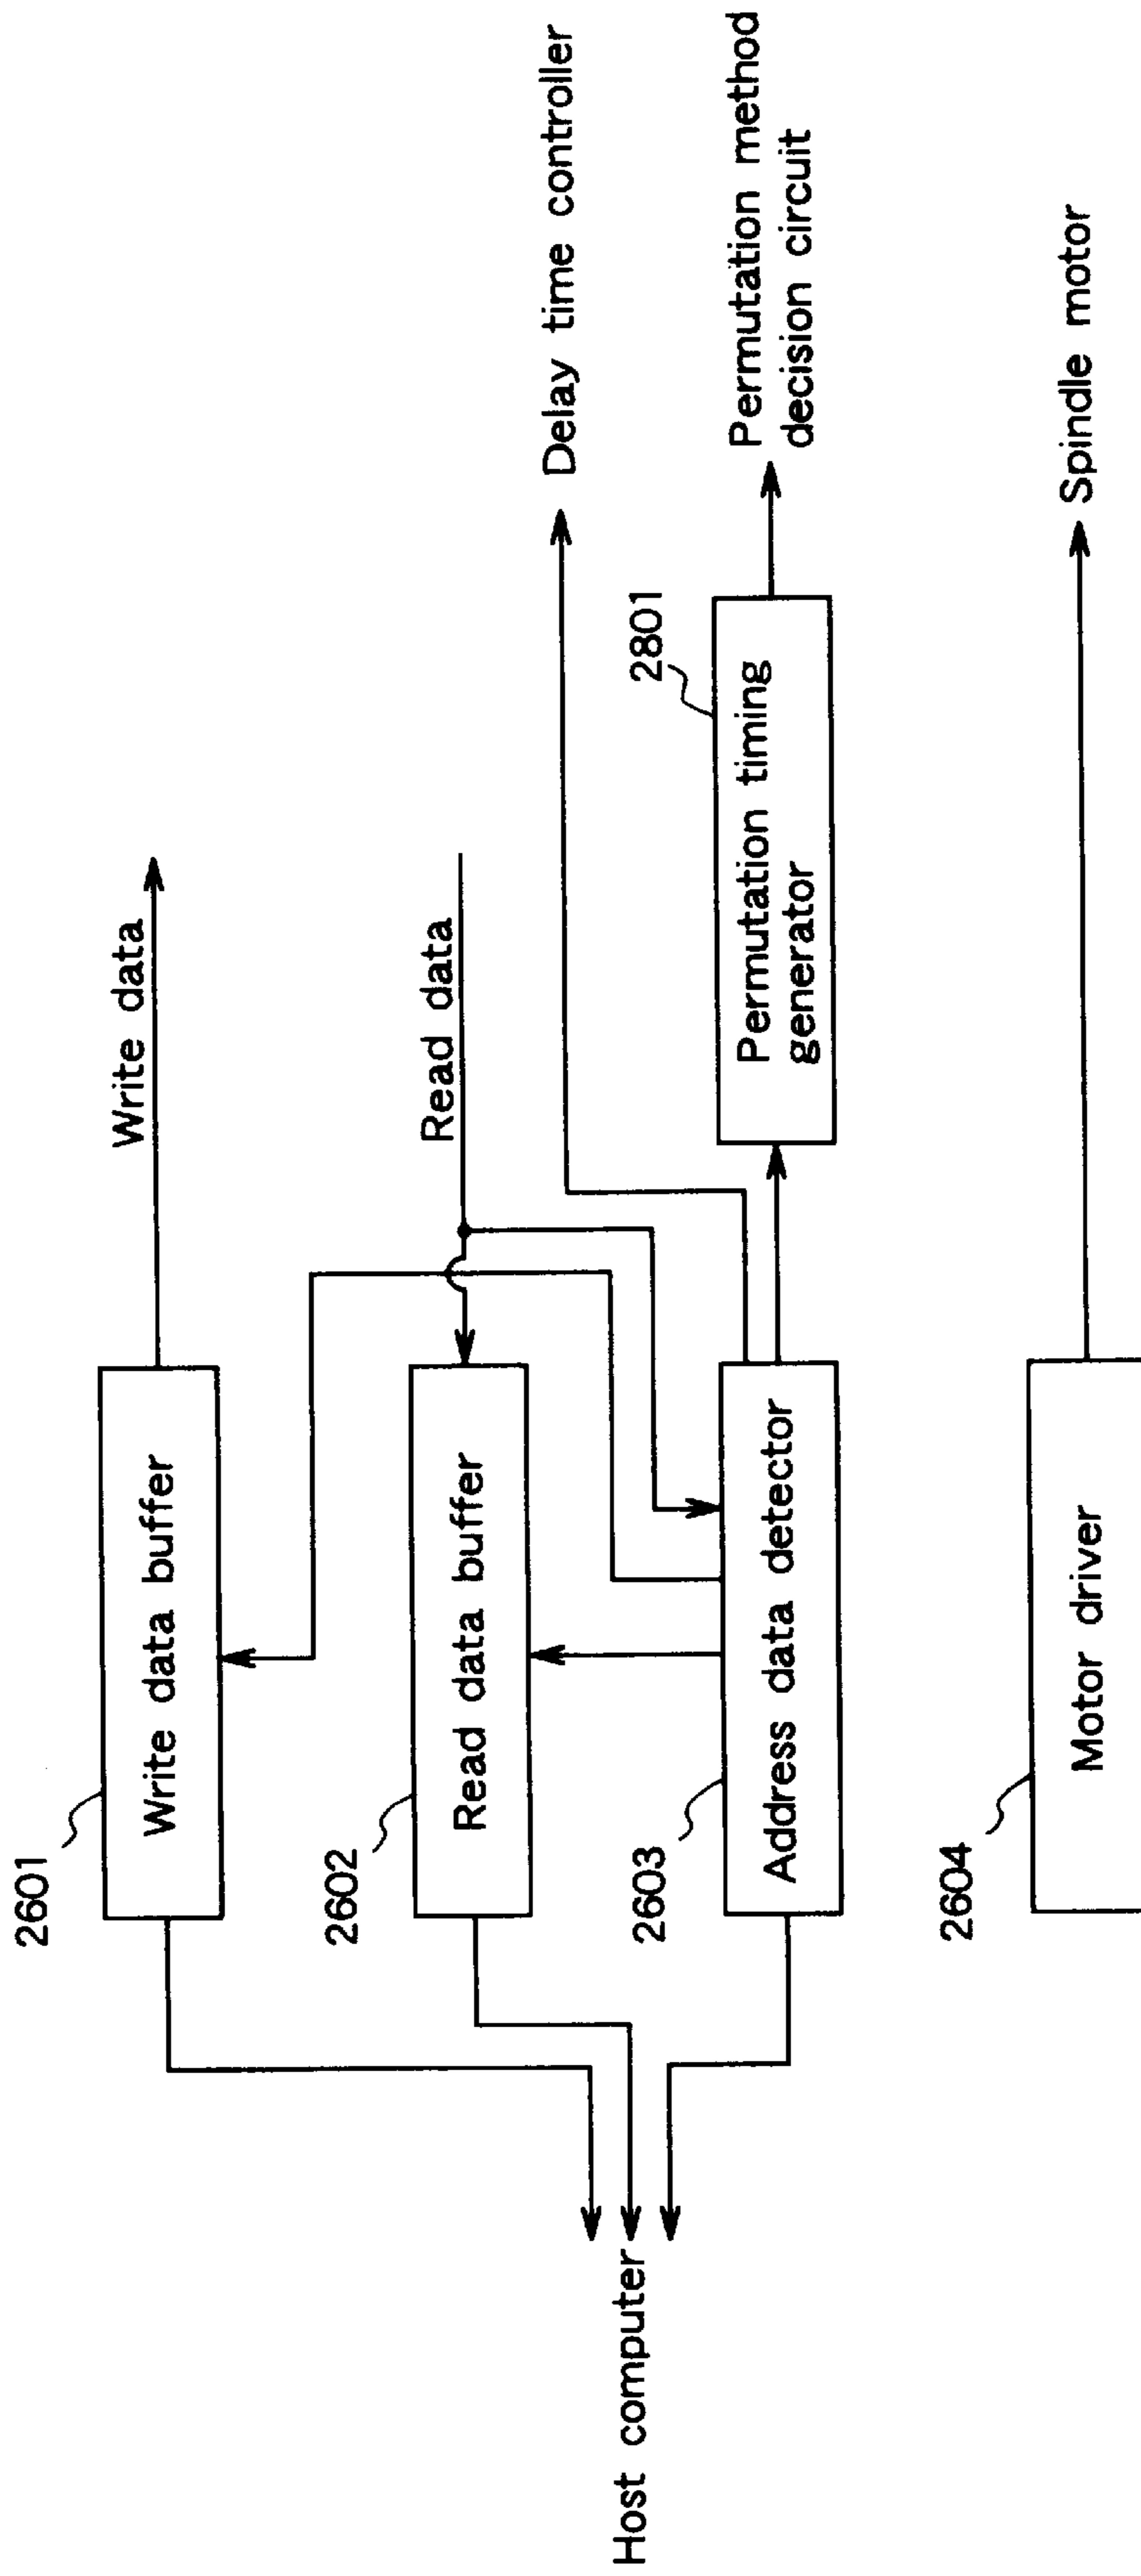 Write data
2601
Write data buffer
Read data
2602
Read data buffer
Delay time controller
Host computer
2603
Address data detector
2801
Permutation timing
generator
Permutation method
decision circuit
2604
Motor driver
Spindle motor